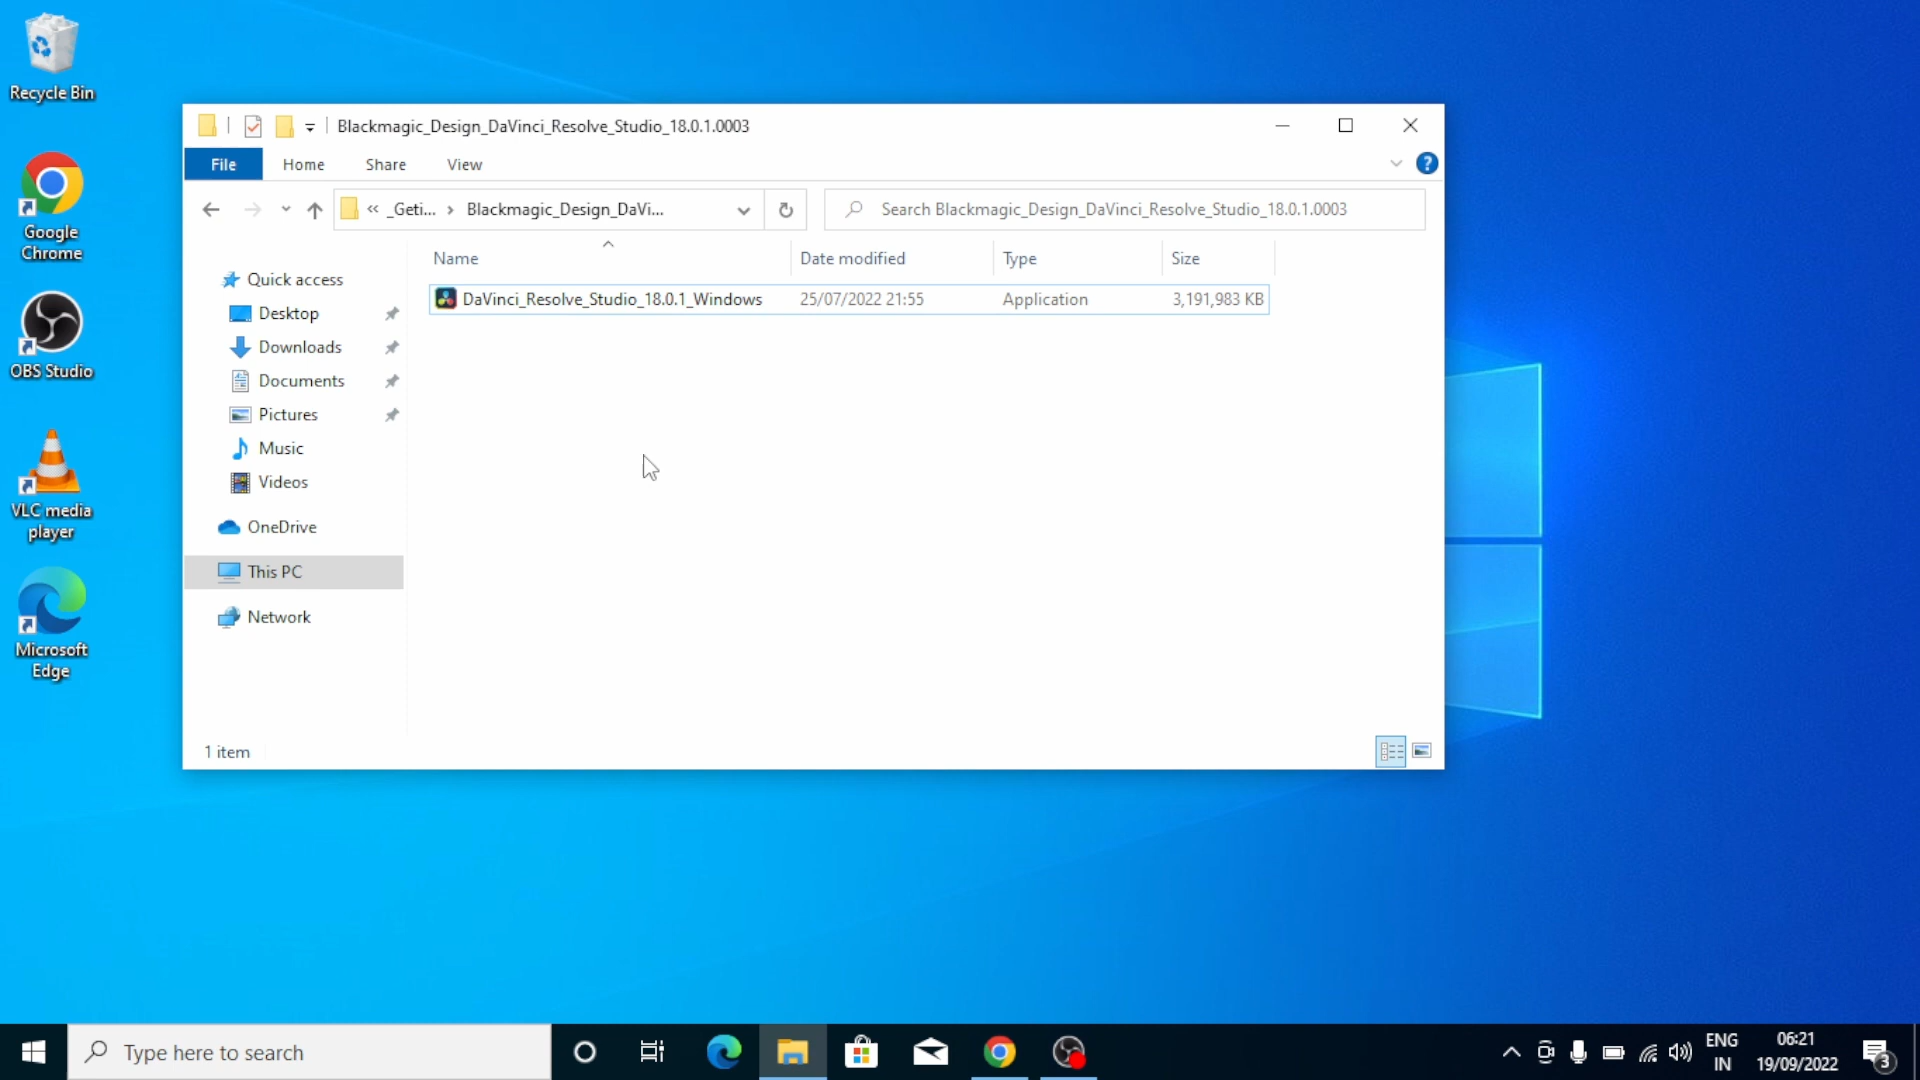 Recycle Bin
Google
Chrome
OBS Studio
VLC media
player
Microsoft
Edge
Blackmagic_Design_DaVinci_Resolve_Studio_18.0.1.0003
File Home Share View
?
« _Geti... › Blackmagic_Design_DaVi...
Search Blackmagic_Design_DaVinci_Resolve_Studio_18.0.1.0003
Name Date modified Type Size
DaVinci_Resolve_Studio_18.0.1_Windows 25/07/2022 21:55 Application 3,191,983 KB
Quick access
Desktop
Downloads
Documents
Pictures
Music
Videos
OneDrive
This PC
Network
1 item
Type here to search
ENG
IN
06:21
19/09/2022
3